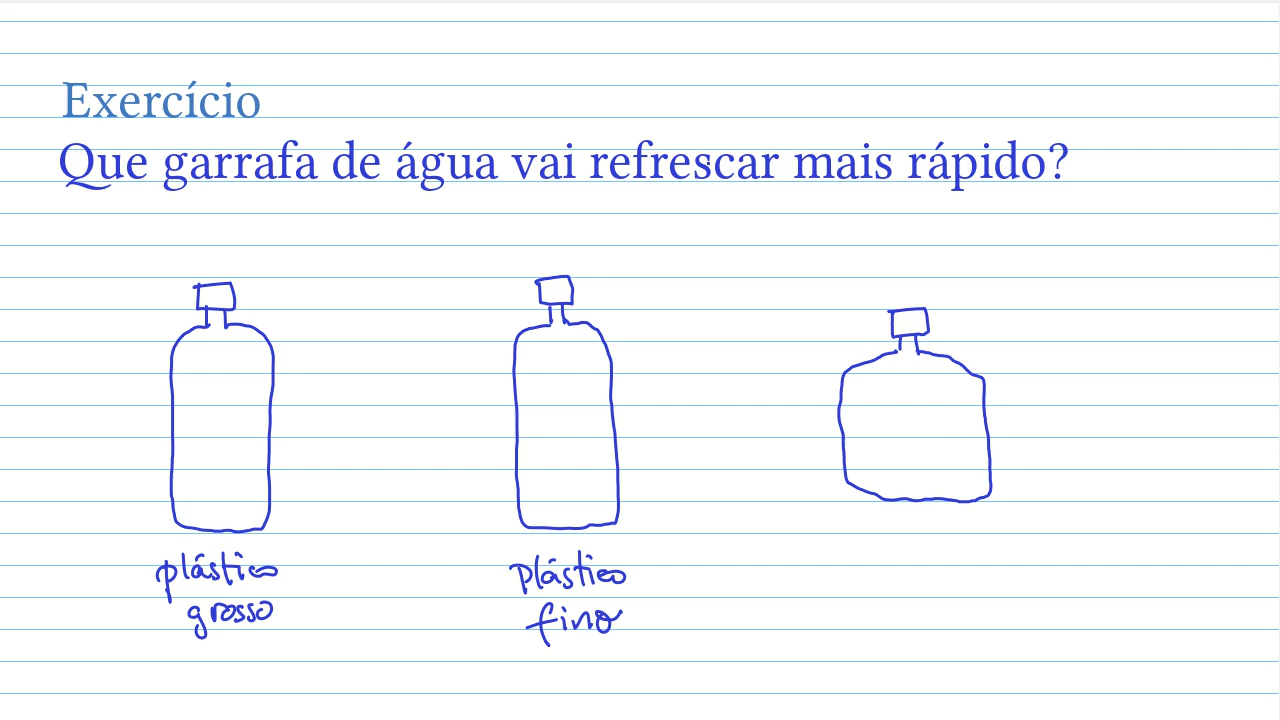 Exercício
Que garrafa de água vai refrescar mais rápido?
plástico
grosso
plástico
fino